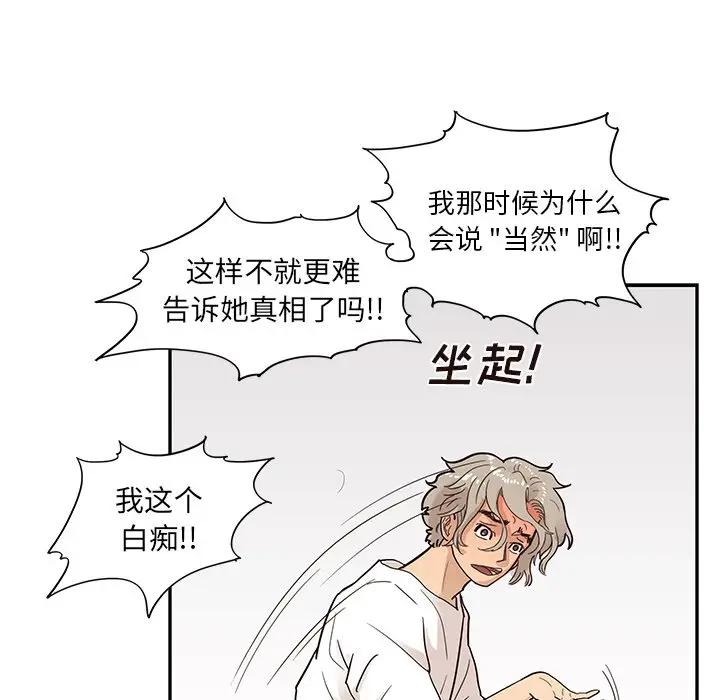 我那时候为什么
会说 "当然" 啊!!
这样不就更难
告诉她真相了吗!!
坐起!
我这个
白痴!!